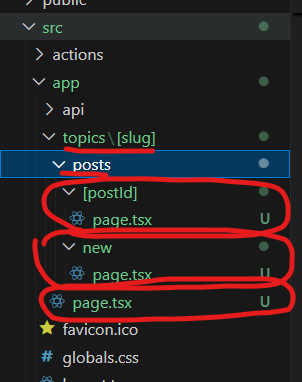 public
src
actions
app
api
topics\[slug]
posts
[postId]
page.tsx U
new
page.tsx U
page.tsx U
favicon.ico
# globals.css